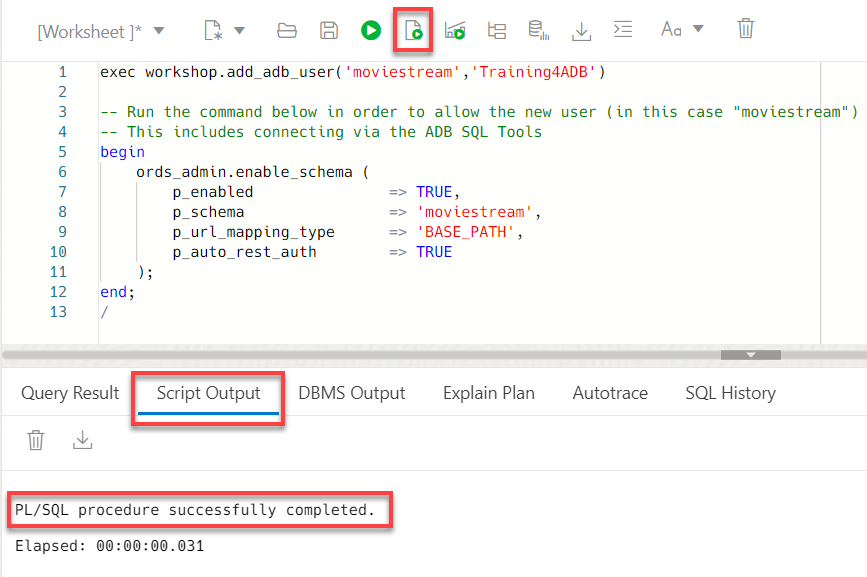 [Worksheet ]*
Aa
1 exec workshop.add_adb_user('moviestream','Training4ADB')
2
3 -- Run the command below in order to allow the new user (in this case "moviestream")
4 -- This includes connecting via the ADB SQL Tools
5 begin
6     ords_admin.enable_schema (
7         p_enabled               => TRUE,
8         p_schema                => 'moviestream',
9         p_url_mapping_type      => 'BASE_PATH',
10         p_auto_rest_auth        => TRUE
11     );
12 end;
13 /
Query Result Script Output DBMS Output Explain Plan Autotrace SQL History
PL/SQL procedure successfully completed.
Elapsed: 00:00:00.031